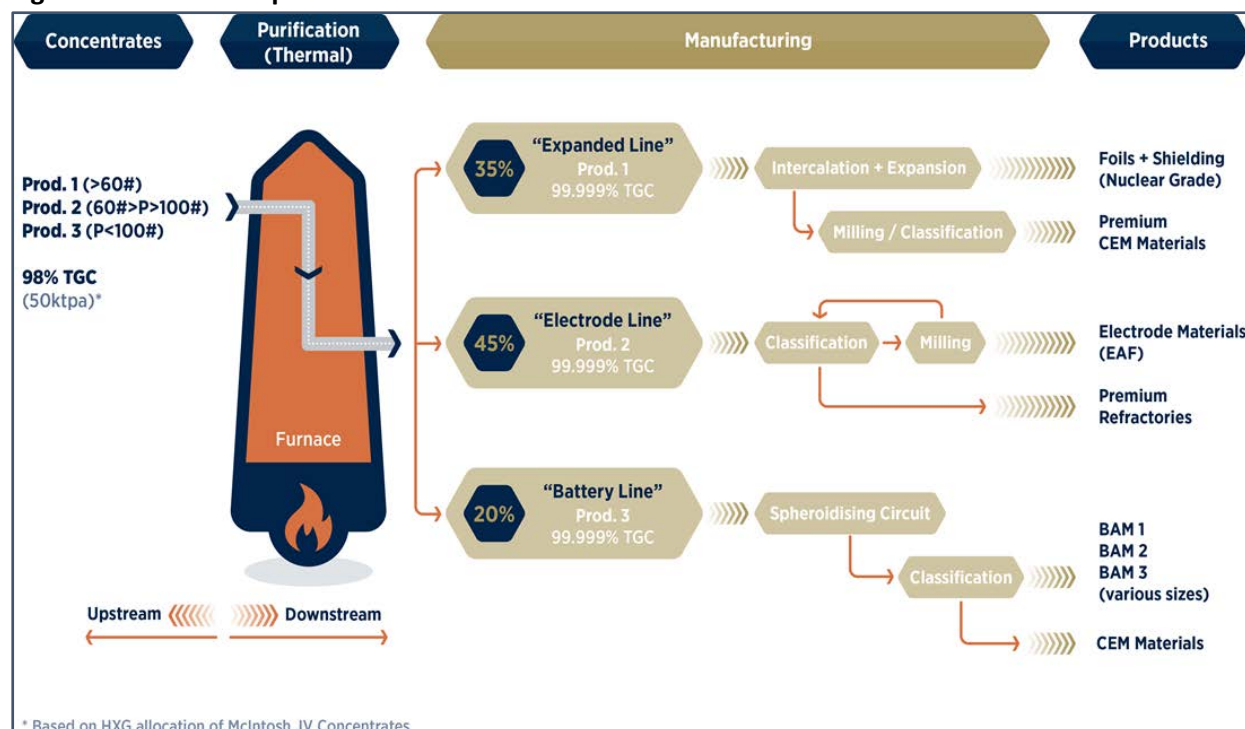 Concentrates
Purification
(Thermal)
Manufacturing
Products
Prod. 1 (>60#)
Prod. 2 (60#>P>100#)
Prod. 3 (P<100#)
98% TGC
(50ktpa)*
Furnace
Upstream
Downstream
35%
“Expanded Line”
Prod. 1
99.999% TGC
Intercalation + Expansion
Milling / Classification
Foils + Shielding
(Nuclear Grade)
Premium
CEM Materials
45%
“Electrode Line”
Prod. 2
99.999% TGC
Classification
Milling
Electrode Materials
(EAF)
Premium
Refractories
20%
“Battery Line”
Prod. 3
99.999% TGC
Spheroidising Circuit
Classification
BAM 1
BAM 2
BAM 3
(various sizes)
CEM Materials
* Based on HXG allocation of McIntosh JV Concentrates